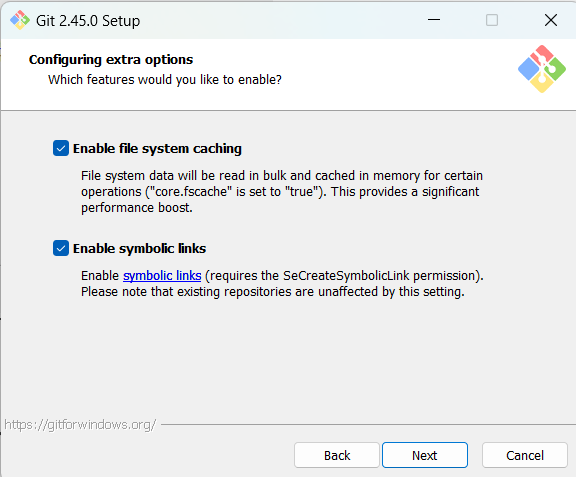 Git 2.45.0 Setup
Configuring extra options
Which features would you like to enable?
Enable file system caching
File system data will be read in bulk and cached in memory for certain
operations ("core.fscache" is set to "true"). This provides a significant
performance boost.
Enable symbolic links
Enable symbolic links (requires the SeCreateSymbolicLink permission).
Please note that existing repositories are unaffected by this setting.
https://gitforwindows.org/
Back Next Cancel